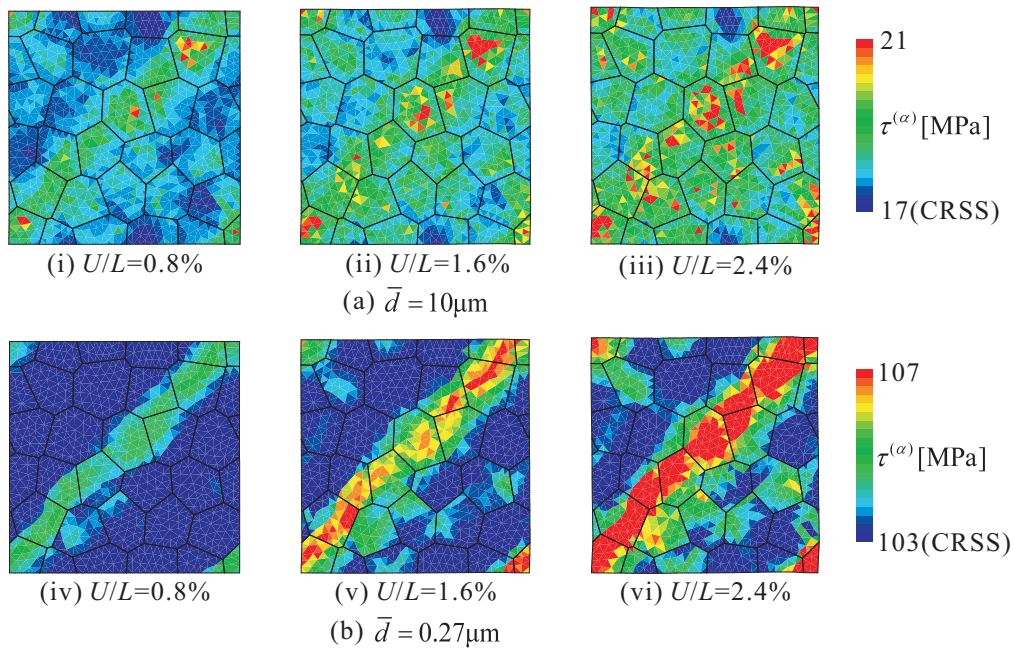 21
τ⁽ᵅ⁾ [MPa]
17(CRSS)
(i) U/L=0.8%
(ii) U/L=1.6%
(iii) U/L=2.4%
(a) d̅ = 10μm
107
τ⁽ᵅ⁾ [MPa]
103(CRSS)
(iv) U/L=0.8%
(v) U/L=1.6%
(vi) U/L=2.4%
(b) d̅ = 0.27μm